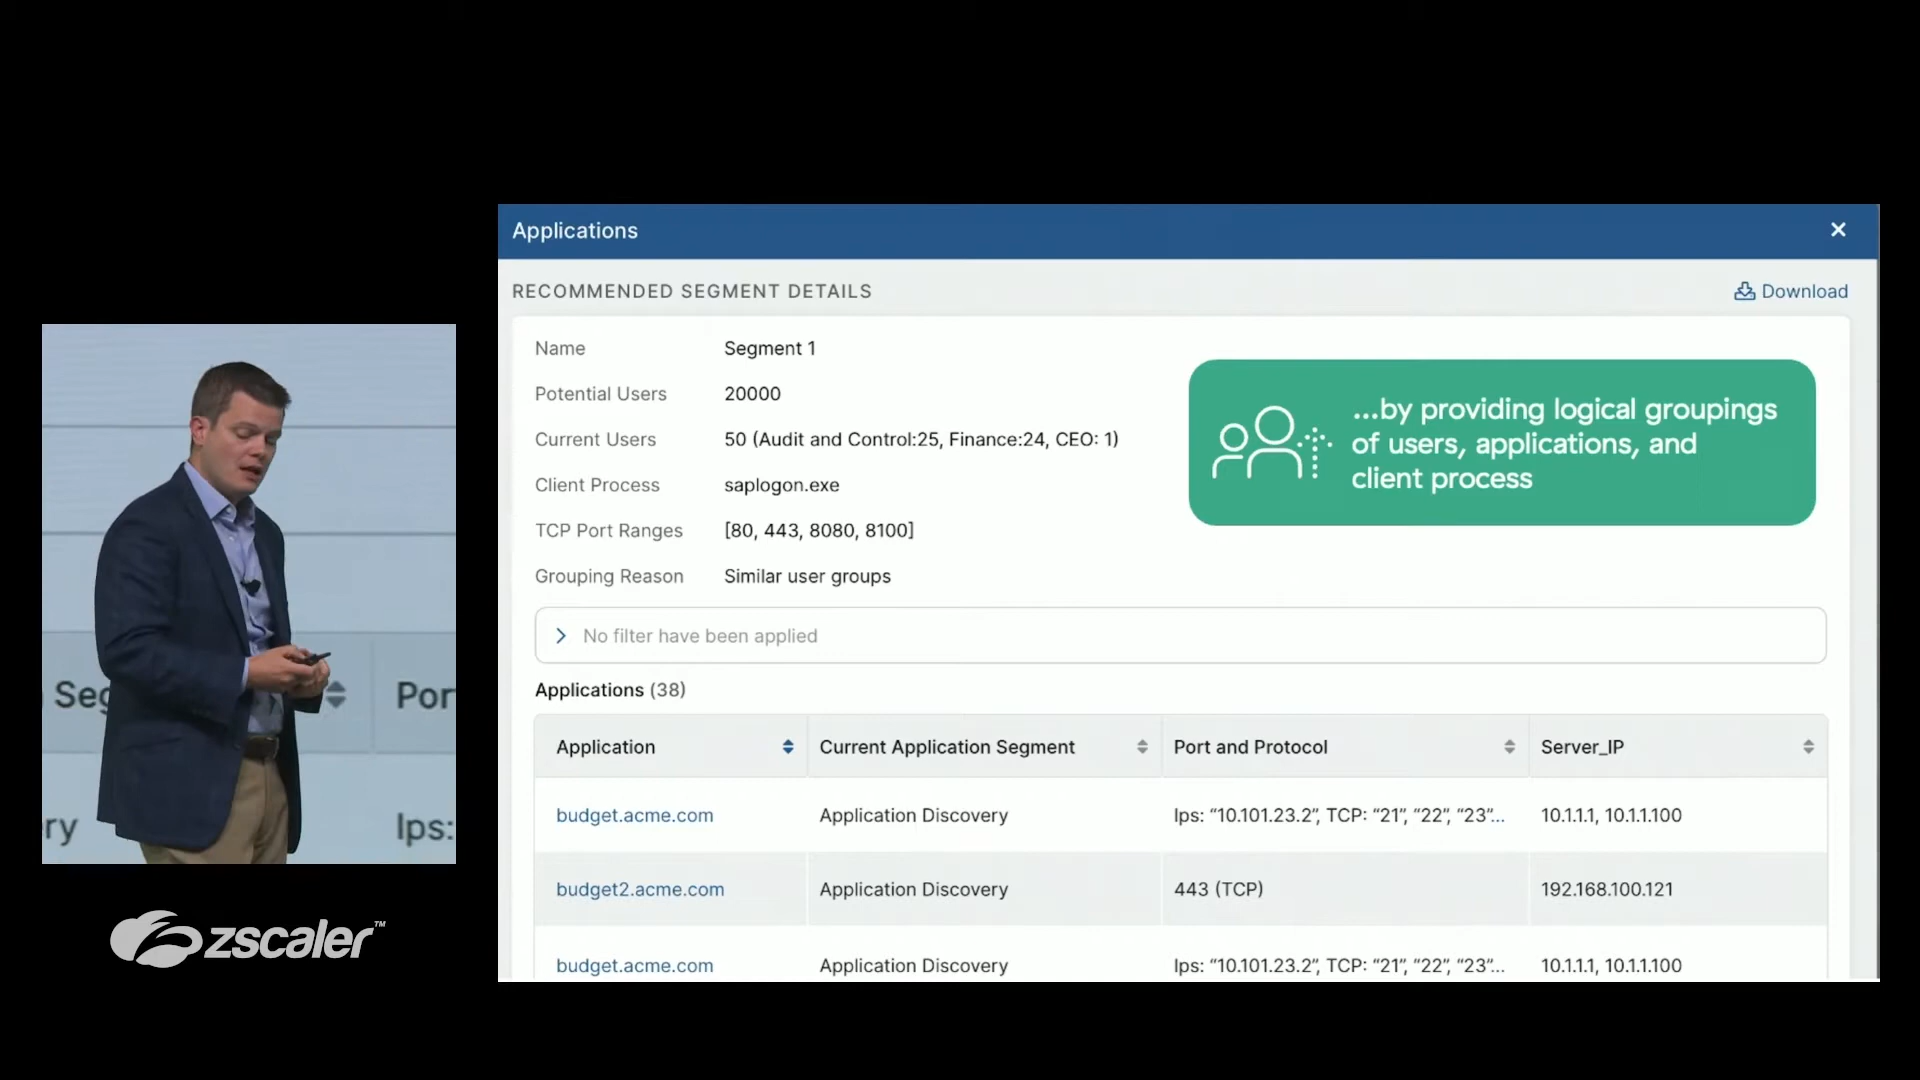 Applications
RECOMMENDED SEGMENT DETAILS
Download
Name Segment 1
Potential Users 20000
Current Users 50 (Audit and Control:25, Finance:24, CEO: 1)
Client Process saplogon.exe
TCP Port Ranges [80, 443, 8080, 8100]
Grouping Reason Similar user groups
...by providing logical groupings
of users, applications, and
client process
No filter have been applied
Applications (38)
Application Current Application Segment Port and Protocol Server_IP
budget.acme.com Application Discovery Ips: “10.101.23.2”, TCP: “21”, “22”, “23”... 10.1.1.1, 10.1.1.100
budget2.acme.com Application Discovery 443 (TCP) 192.168.100.121
budget.acme.com Application Discovery Ips: “10.101.23.2”, TCP: “21”, “22”, “23”... 10.1.1.1, 10.1.1.100
Seg Por
ry Ips:
zscaler™